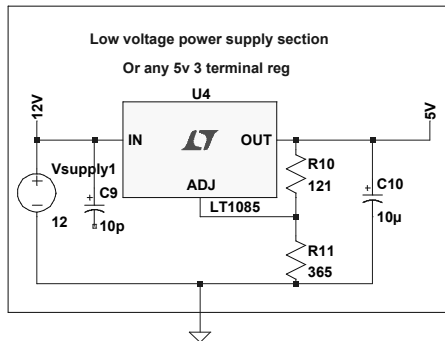 Low voltage power supply section
Or any 5v 3 terminal reg
U4
12V
5V
IN
OUT
ADJ
LT1085
Vsupply1
12
C9
10p
R10
121
C10
10µ
R11
365